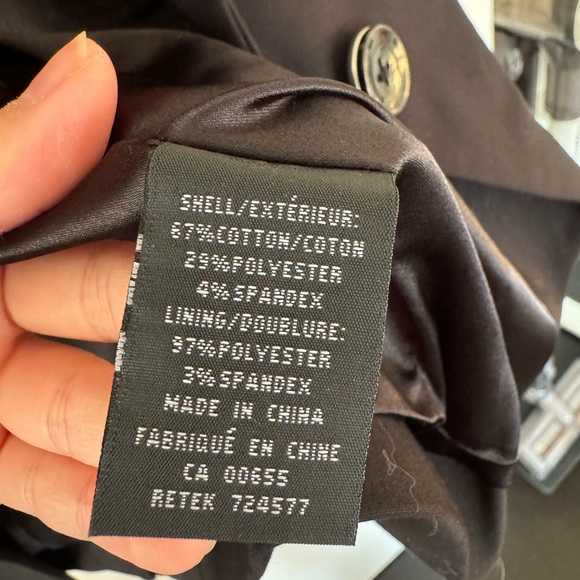 SHELL/EXTÉRIEUR:
67%COTTON/COTON
29%POLYESTER
4%SPANDEX
LINING/DOUBLURE:
97%POLYESTER
3%SPANDEX
MADE IN CHINA
FABRIQUÉ EN CHINE
CA 00655
RETEK 724577